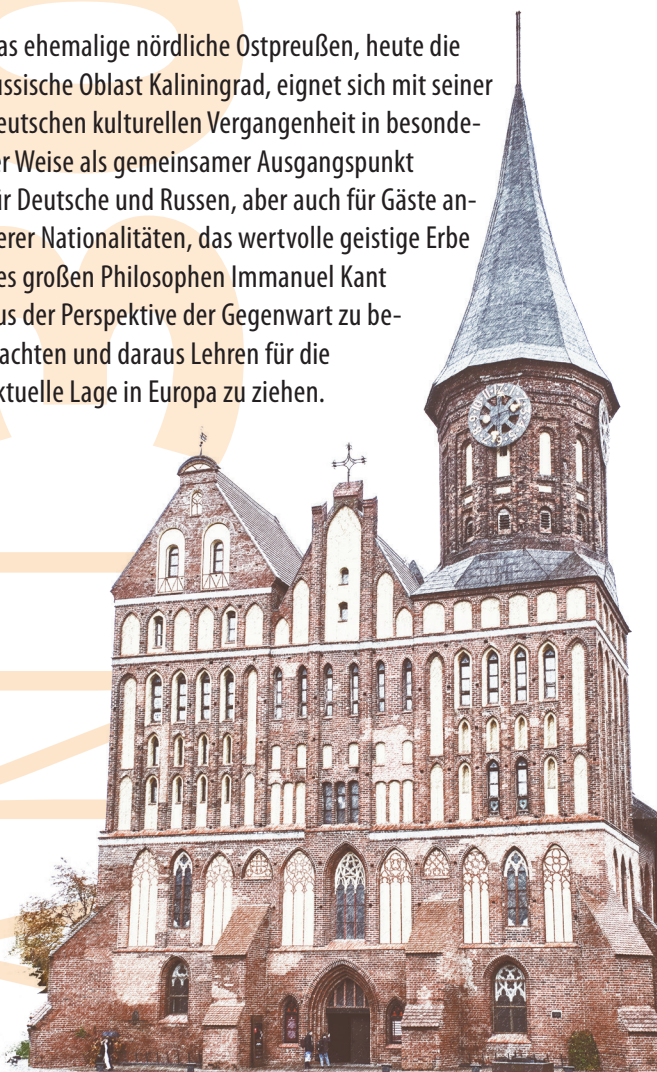 as ehemalige nördliche Ostpreußen, heute die
ussische Oblast Kaliningrad, eignet sich mit seiner
eutschen kulturellen Vergangenheit in besonde-
er Weise als gemeinsamer Ausgangspunkt
ür Deutsche und Russen, aber auch für Gäste an-
erer Nationalitäten, das wertvolle geistige Erbe
es großen Philosophen Immanuel Kant
us der Perspektive der Gegenwart zu be-
achten und daraus Lehren für die
ktuelle Lage in Europa zu ziehen.